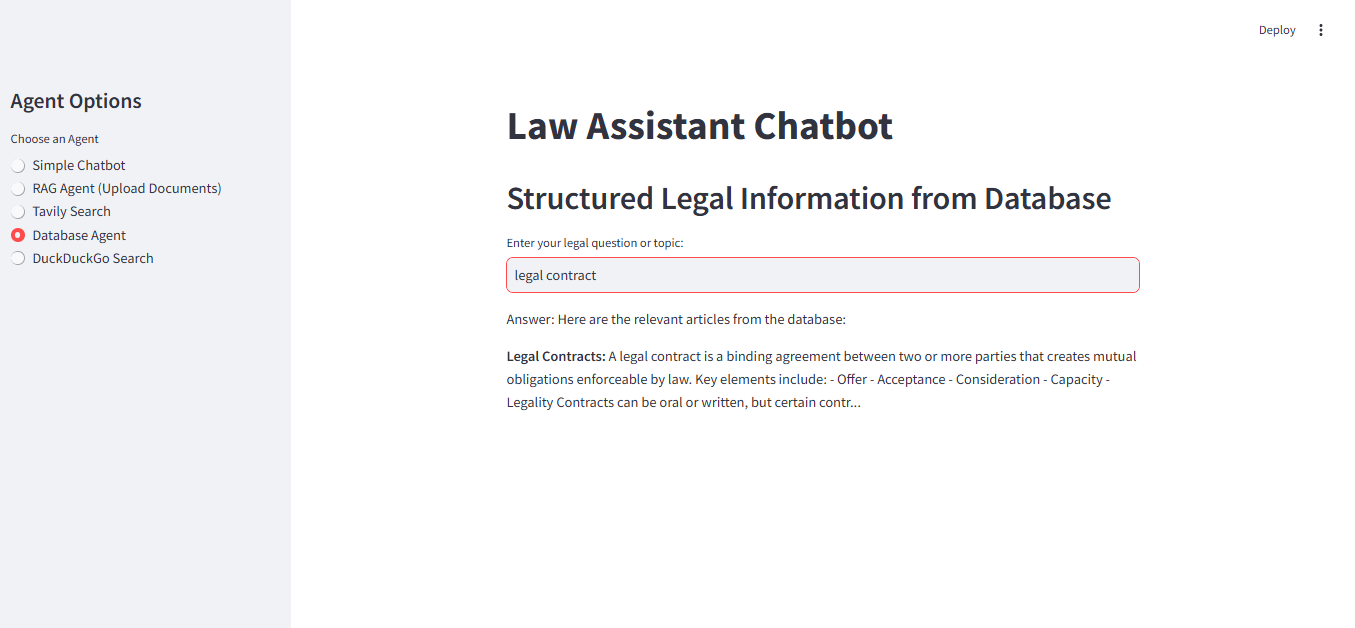 Deploy
Agent Options
Choose an Agent
Simple Chatbot
RAG Agent (Upload Documents)
Tavily Search
Database Agent
DuckDuckGo Search
Law Assistant Chatbot
Structured Legal Information from Database
Enter your legal question or topic:
legal contract
Answer: Here are the relevant articles from the database:
Legal Contracts: A legal contract is a binding agreement between two or more parties that creates mutual
obligations enforceable by law. Key elements include: - Offer - Acceptance - Consideration - Capacity -
Legality Contracts can be oral or written, but certain contr...